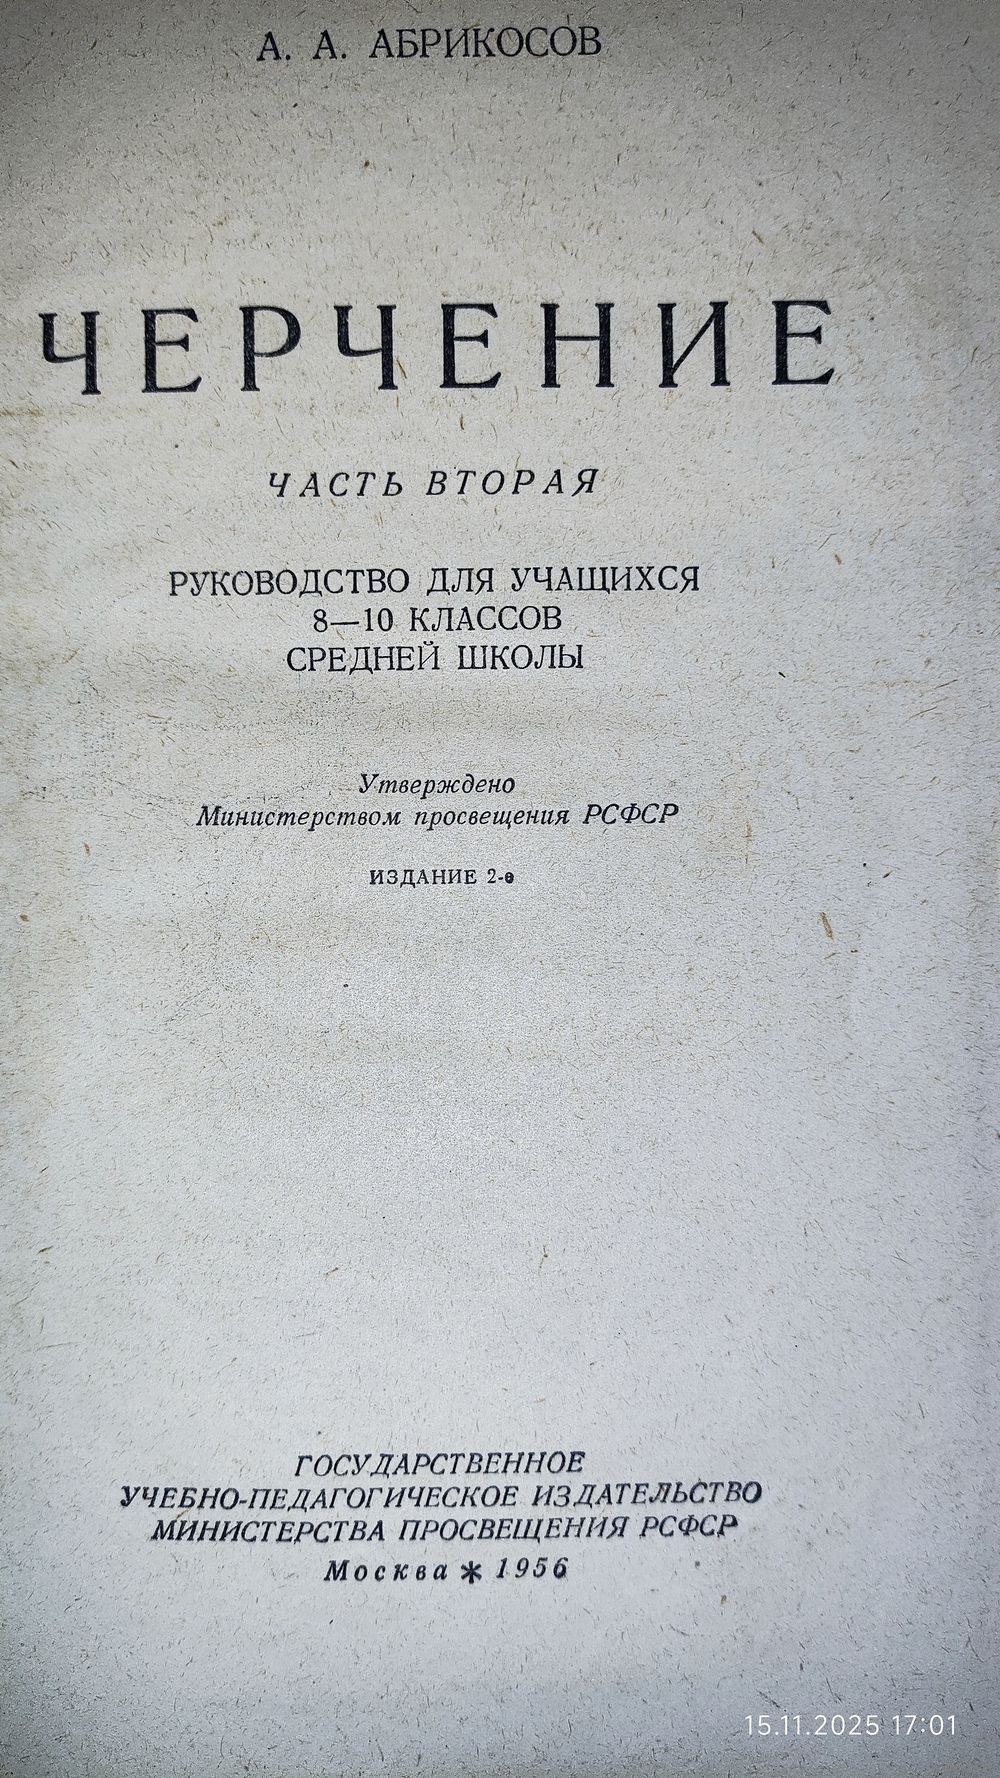 А. А. АБРИКОСОВ
ЧЕРЧЕНИЕ
ЧАСТЬ ВТОРАЯ
РУКОВОДСТВО ДЛЯ УЧАЩИХСЯ
8—10 КЛАССОВ
СРЕДНЕЙ ШКОЛЫ
Утверждено
Министерством просвещения РСФСР
ИЗДАНИЕ 2-е
ГОСУДАРСТВЕННОЕ
УЧЕБНО-ПЕДАГОГИЧЕСКОЕ ИЗДАТЕЛЬСТВО
МИНИСТЕРСТВА ПРОСВЕЩЕНИЯ РСФСР
Москва * 1956
15.11.2025 17:01